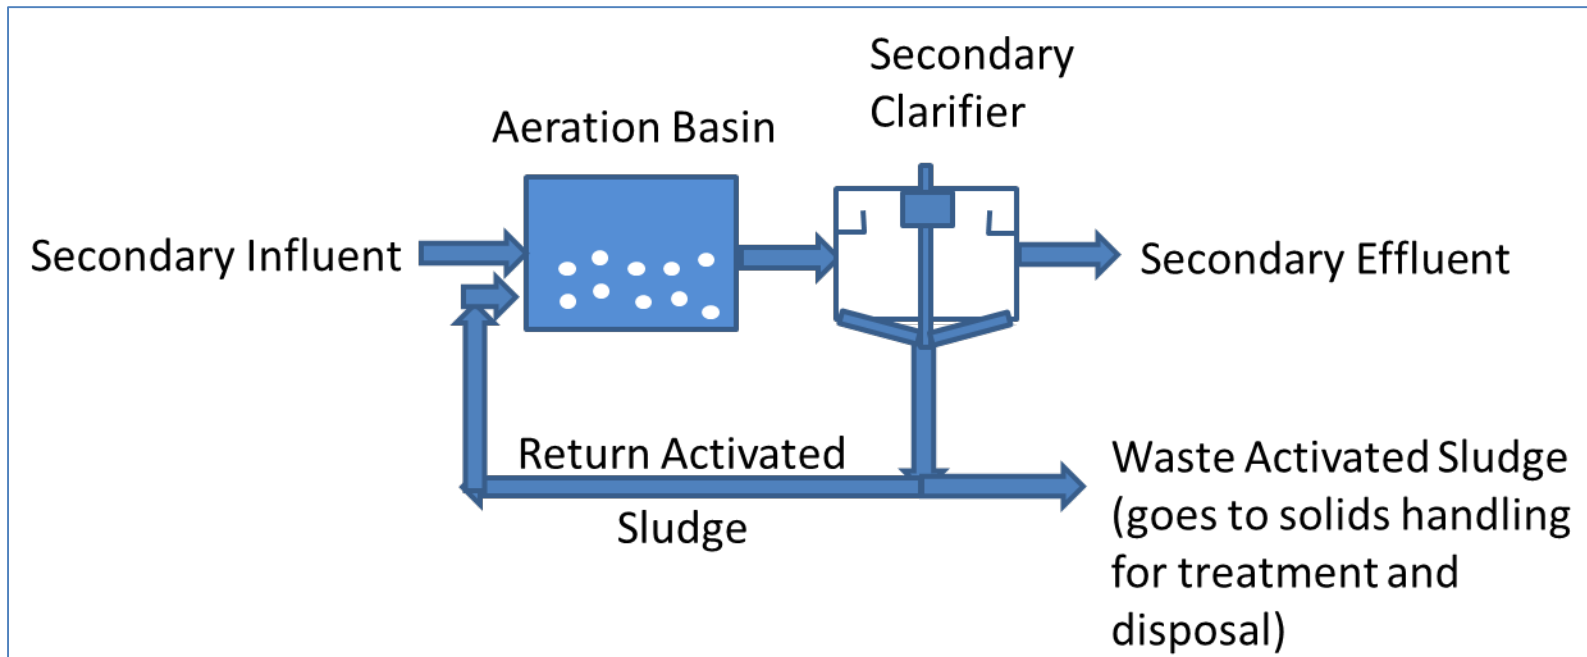 Secondary
Clarifier
Aeration Basin
Secondary Influent
Secondary Effluent
Return Activated
Sludge
Waste Activated Sludge
(goes to solids handling
for treatment and
disposal)